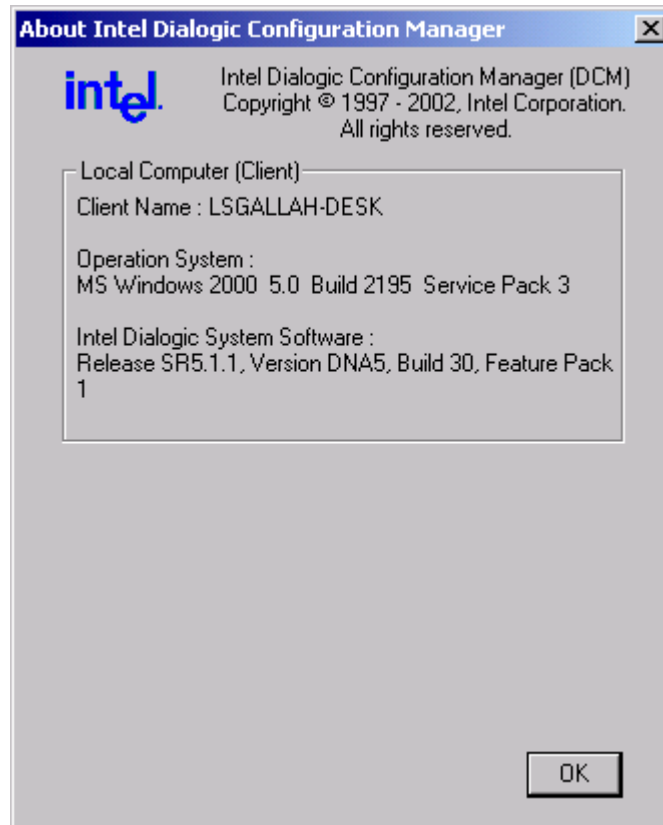 About Intel Dialogic Configuration Manager
intel.
Intel Dialogic Configuration Manager (DCM)
Copyright © 1997 - 2002, Intel Corporation.
All rights reserved.
Local Computer (Client)
Client Name : LSGALLAH-DESK
Operation System :
MS Windows 2000  5.0  Build 2195  Service Pack 3
Intel Dialogic System Software :
Release SR5.1.1, Version DNA5, Build 30, Feature Pack
1
OK